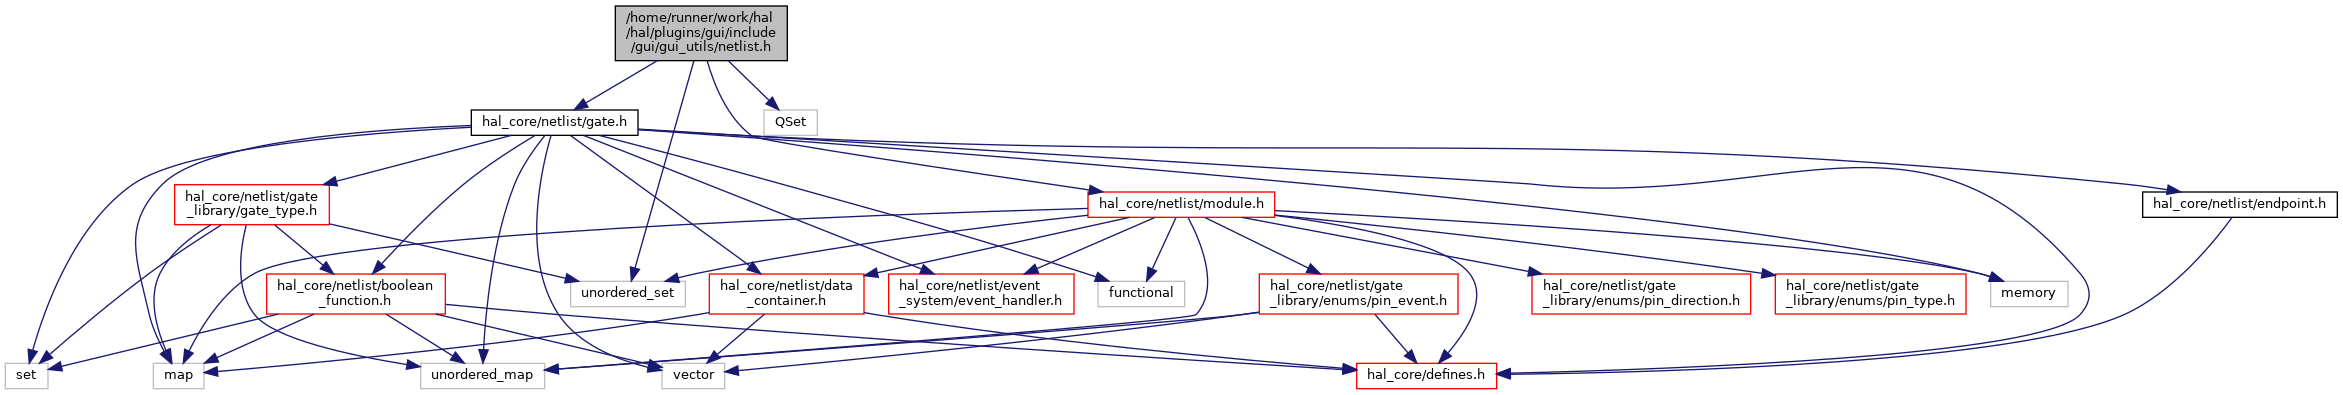 /home/runner/work/hal
/hal/plugins/gui/include
/gui/gui_utils/netlist.h
hal_core/netlist/gate.h
QSet
hal_core/netlist/gate
_library/gate_type.h
hal_core/netlist/module.h
hal_core/netlist/endpoint.h
hal_core/netlist/boolean
_function.h
unordered_set
hal_core/netlist/data
_container.h
hal_core/netlist/event
_system/event_handler.h
functional
hal_core/netlist/gate
_library/enums/pin_event.h
hal_core/netlist/gate
_library/enums/pin_direction.h
hal_core/netlist/gate
_library/enums/pin_type.h
memory
set
map
unordered_map
vector
hal_core/defines.h